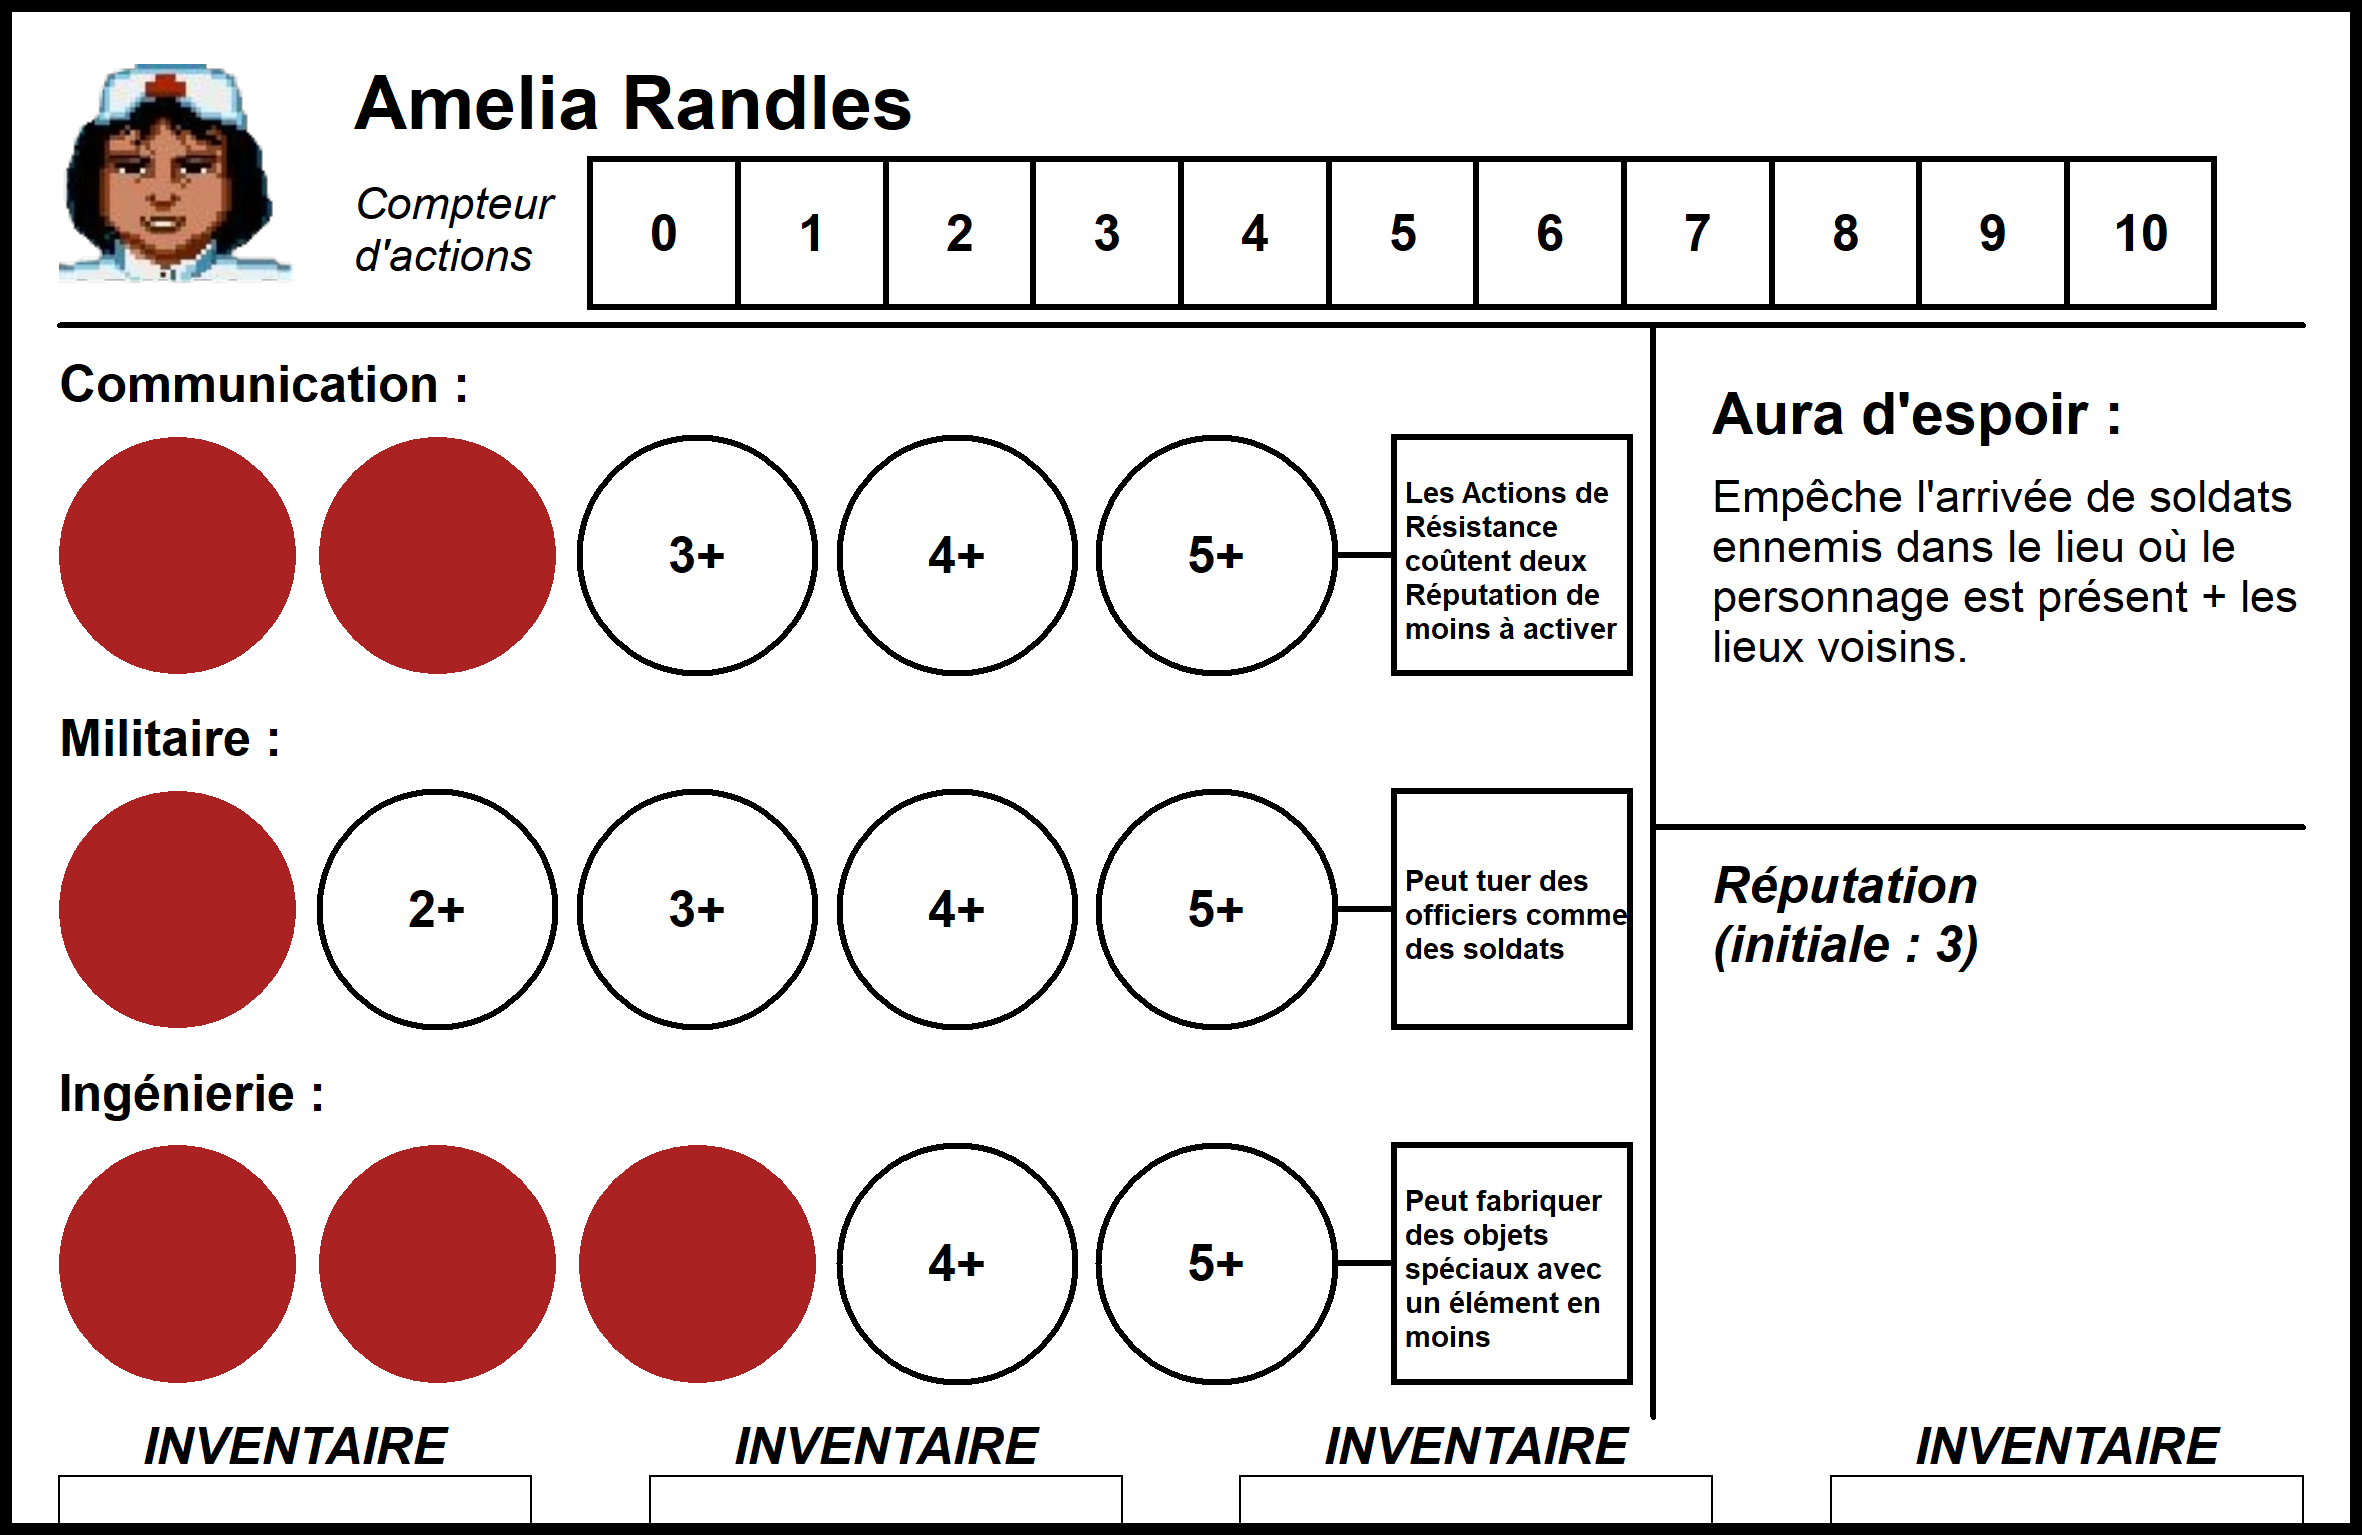 Amelia Randles
Compteur
d'actions
0 1 2 3 4 5 6 7 8 9 10
Communication :
3+ 4+ 5+
Les Actions de
Résistance
coûtent deux
Réputation de
moins à activer
Militaire :
2+ 3+ 4+ 5+
Peut tuer des
officiers comme
des soldats
Ingénierie :
4+ 5+
Peut fabriquer
des objets
spéciaux avec
un élément en
moins
Aura d'espoir :
Empêche l'arrivée de soldats
ennemis dans le lieu où le
personnage est présent + les
lieux voisins.
Réputation
(initiale : 3)
INVENTAIRE INVENTAIRE INVENTAIRE INVENTAIRE